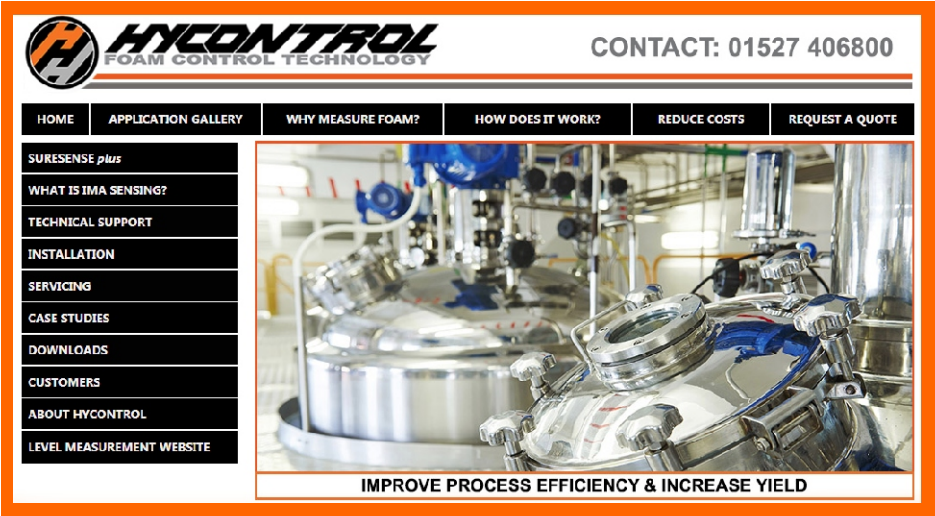 HYCONTROL
FOAM CONTROL TECHNOLOGY
CONTACT: 01527 406800
HOME
APPLICATION GALLERY
WHY MEASURE FOAM?
HOW DOES IT WORK?
REDUCE COSTS
REQUEST A QUOTE
SURESENSE plus
WHAT IS IMA SENSING?
TECHNICAL SUPPORT
INSTALLATION
SERVICING
CASE STUDIES
DOWNLOADS
CUSTOMERS
ABOUT HYCONTROL
LEVEL MEASUREMENT WEBSITE
IMPROVE PROCESS EFFICIENCY & INCREASE YIELD